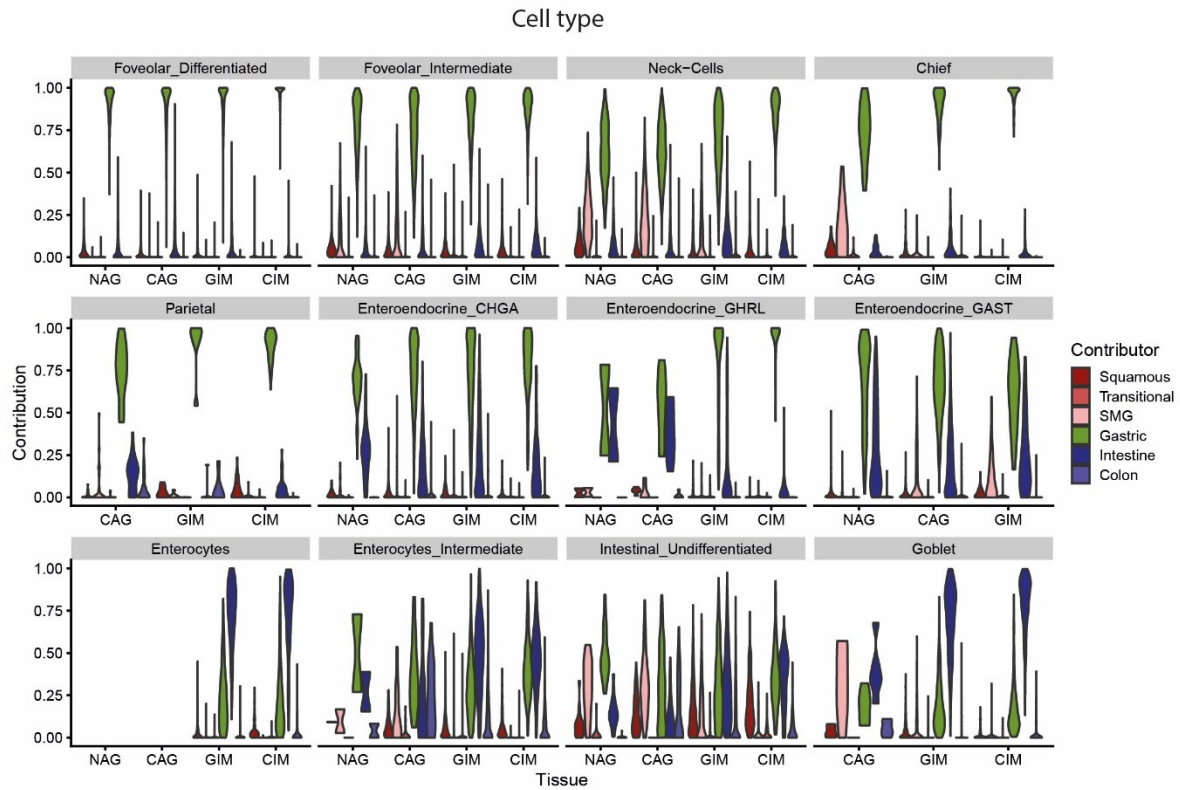 Cell type
Foveolar_Differentiated Foveolar_Intermediate Neck−Cells Chief
1.00
0.75
0.50
0.25
0.00
NAG CAG GIM CIM NAG CAG GIM CIM NAG CAG GIM CIM CAG GIM CIM
Parietal Enteroendocrine_CHGA Enteroendocrine_GHRL Enteroendocrine_GAST
1.00
0.75
0.50
0.25
0.00
CAG GIM CIM NAG CAG GIM CIM NAG CAG GIM CIM NAG CAG GIM
Enterocytes Enterocytes_Intermediate Intestinal_Undifferentiated Goblet
1.00
0.75
0.50
0.25
0.00
NAG CAG GIM CIM NAG CAG GIM CIM NAG CAG GIM CIM CAG GIM CIM
Contribution
Tissue
Contributor
Squamous
Transitional
SMG
Gastric
Intestine
Colon